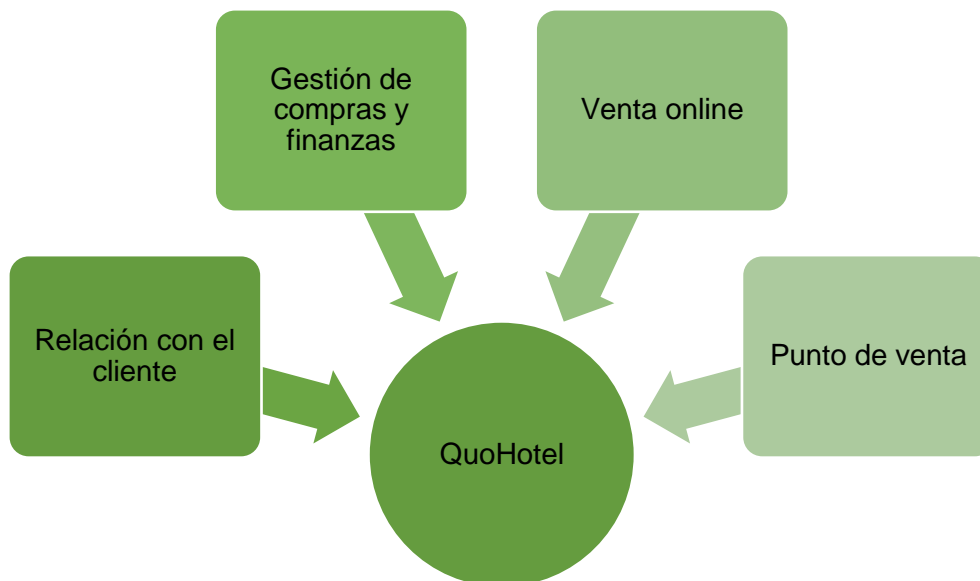 Gestión de
compras y
finanzas
Venta online
Relación con el
cliente
Punto de venta
QuoHotel